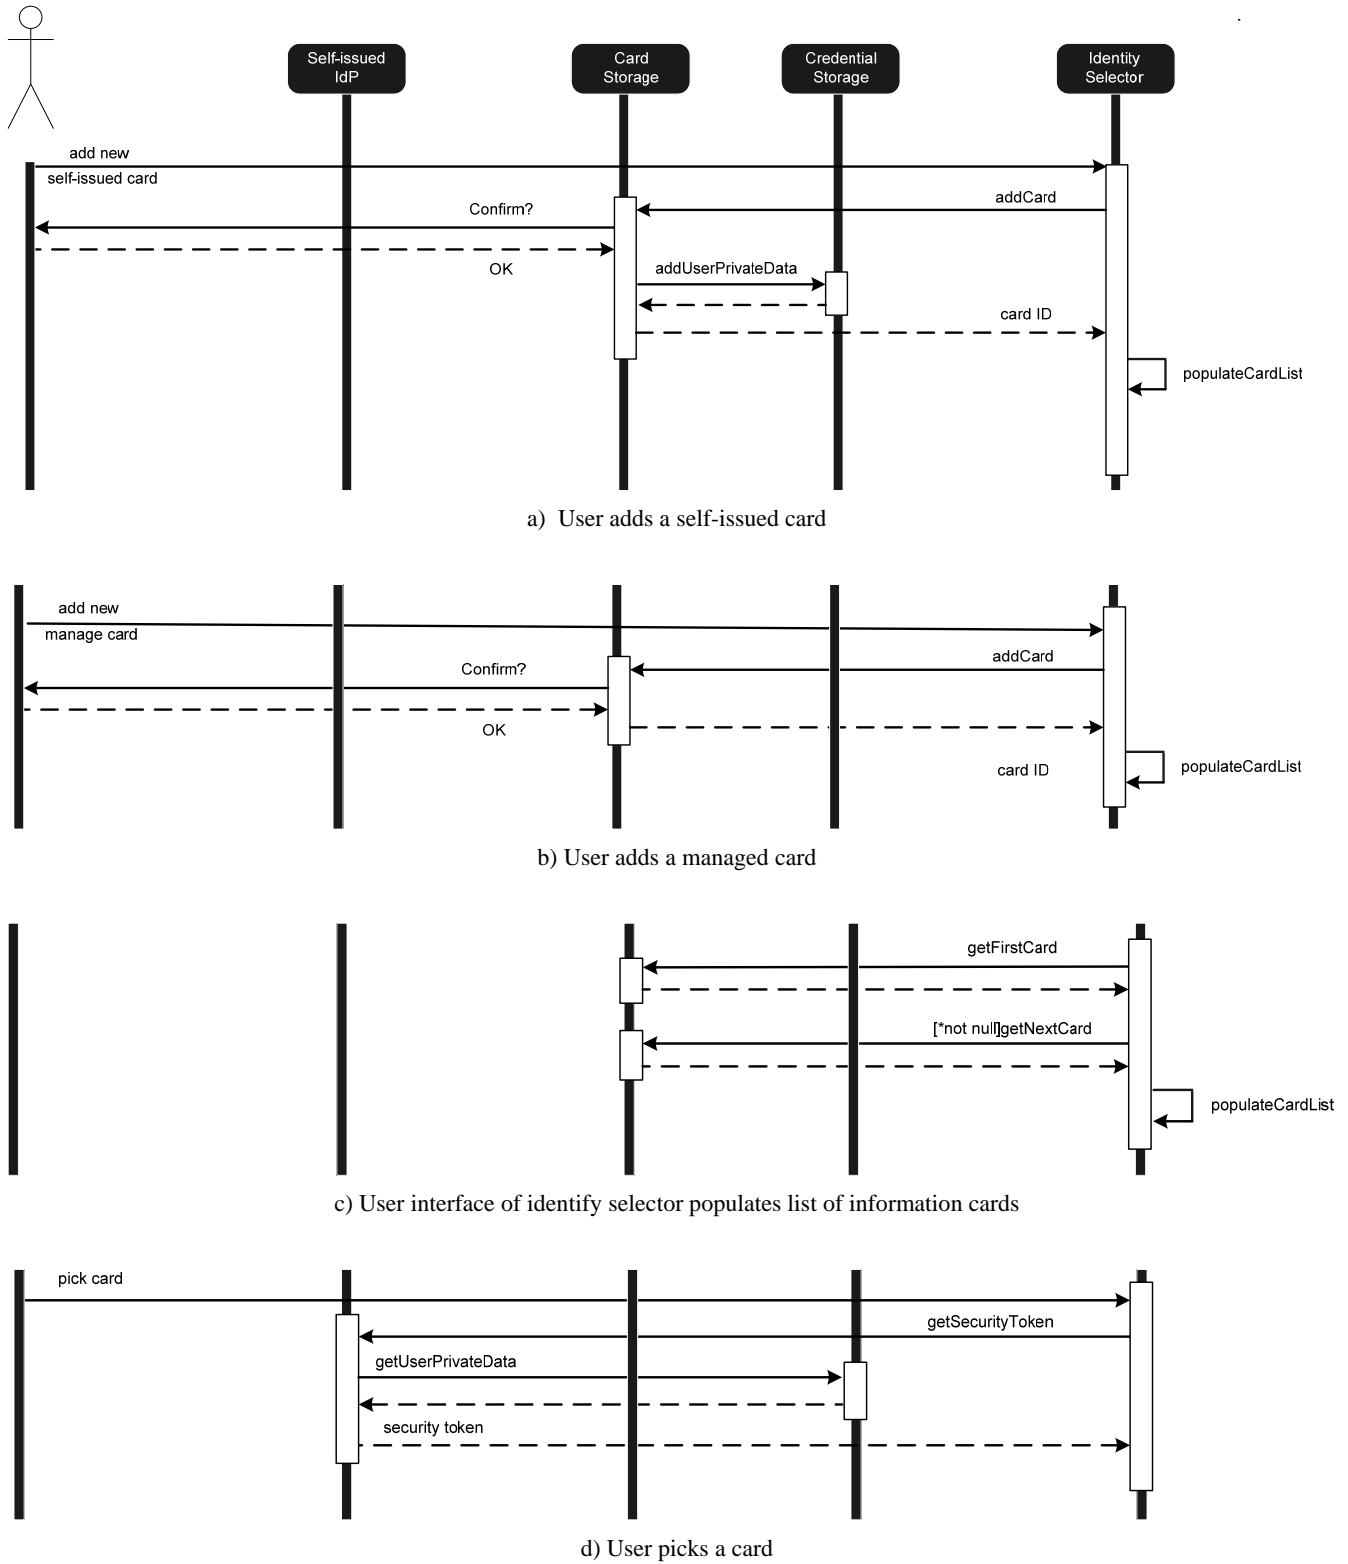 Self-issued
IdP
Card
Storage
Credential
Storage
Identity
Selector
add new
self-issued card
addCard
Confirm?
OK
addUserPrivateData
card ID
populateCardList
a) User adds a self-issued card
add new
manage card
addCard
Confirm?
OK
card ID
populateCardList
b) User adds a managed card
getFirstCard
[*not null]getNextCard
populateCardList
c) User interface of identify selector populates list of information cards
pick card
getSecurityToken
getUserPrivateData
security token
d) User picks a card